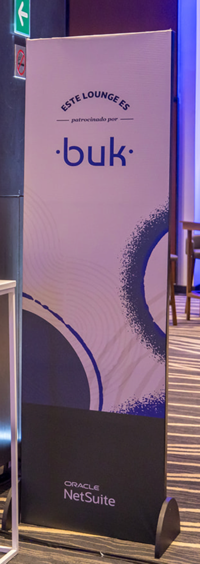 ESTE LOUNGE ES
patrocinado por
·buk·
ORACLE
NetSuite